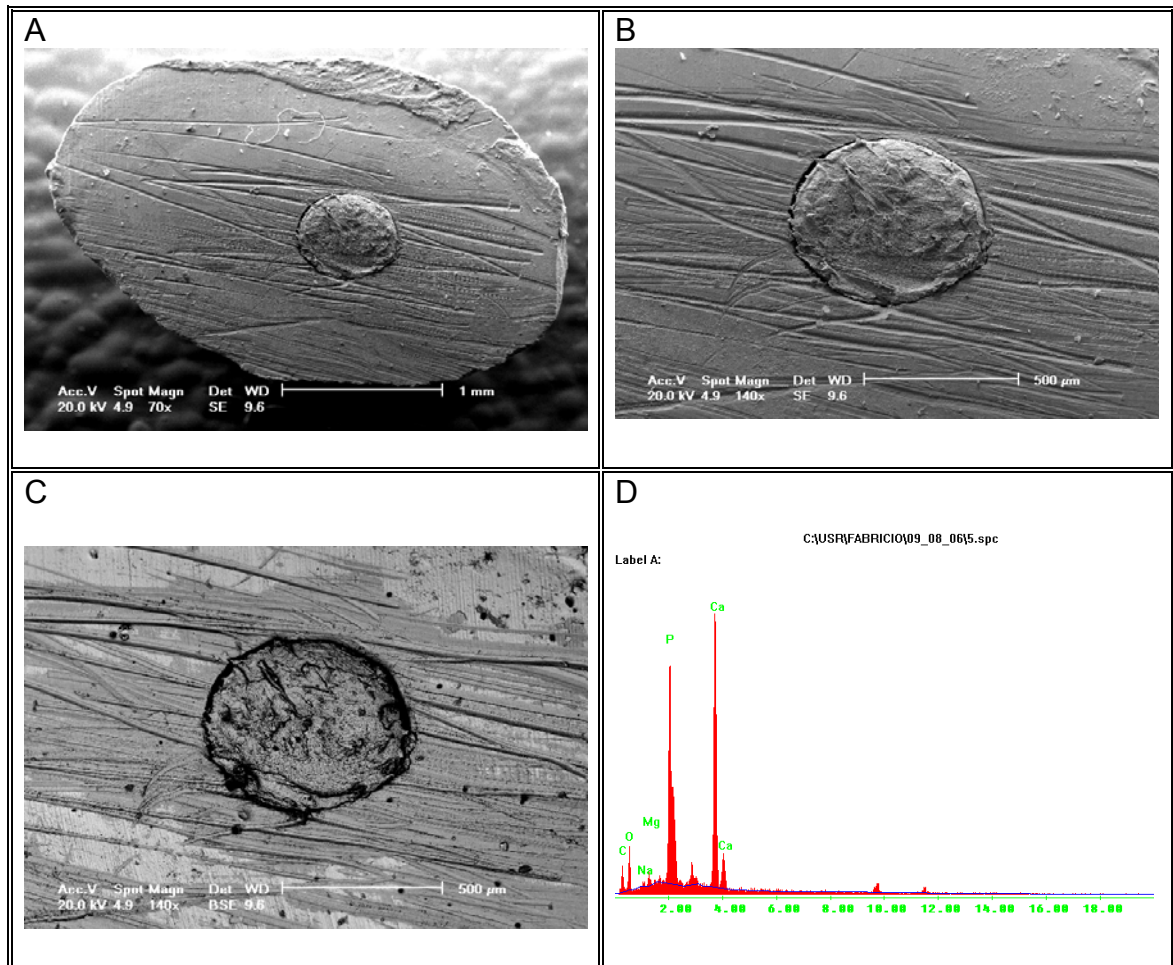 A
Acc.V Spot Magn Det WD 1 mm
20.0 kV 4.9 70x SE 9.6
B
Acc.V Spot Magn Det WD 500 µm
20.0 kV 4.9 140x SE 9.6
C
Acc.V Spot Magn Det WD 500 µm
20.0 kV 4.9 140x BSE 9.6
D
C:\USR\FABRICIO\09_08_06\5.spc
Label A:
Ca
P
Mg
O
C
Ca
Na
2.00 4.00 6.00 8.00 10.00 12.00 14.00 16.00 18.00